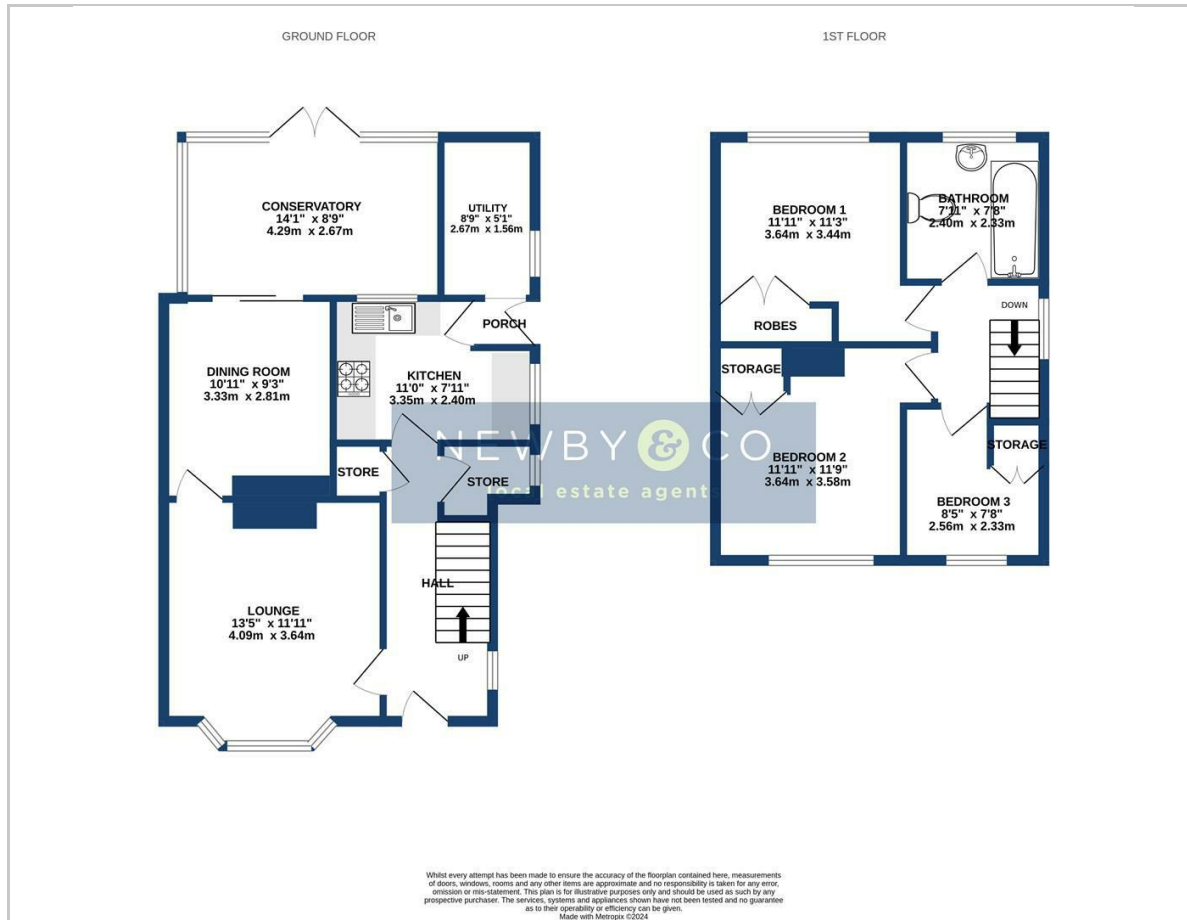 GROUND FLOOR
1ST FLOOR
CONSERVATORY
14'1" x 8'9"
4.29m x 2.67m
UTILITY
8'9" x 5'1"
2.67m x 1.56m
PORCH
DINING ROOM
10'11" x 9'3"
3.33m x 2.81m
KITCHEN
11'0" x 7'11"
3.35m x 2.40m
STORE
STORE
HALL
UP
LOUNGE
13'5" x 11'11"
4.09m x 3.64m
BEDROOM 1
11'11" x 11'3"
3.64m x 3.44m
BATHROOM
7'11" x 7'8"
2.40m x 2.33m
ROBES
DOWN
STORAGE
BEDROOM 2
11'11" x 11'9"
3.64m x 3.58m
STORAGE
BEDROOM 3
8'5" x 7'8"
2.56m x 2.33m
NEWBY & CO
local estate agents
Whilst every attempt has been made to ensure the accuracy of the floorplan contained here, measurements
of doors, windows, rooms and any other items are approximate and no responsibility is taken for any error,
omission or mis-statement. This plan is for illustrative purposes only and should be used as such by any
prospective purchaser. The services, systems and appliances shown have not been tested and no guarantee
as to their operability or efficiency can be given.
Made with Metropix ©2024